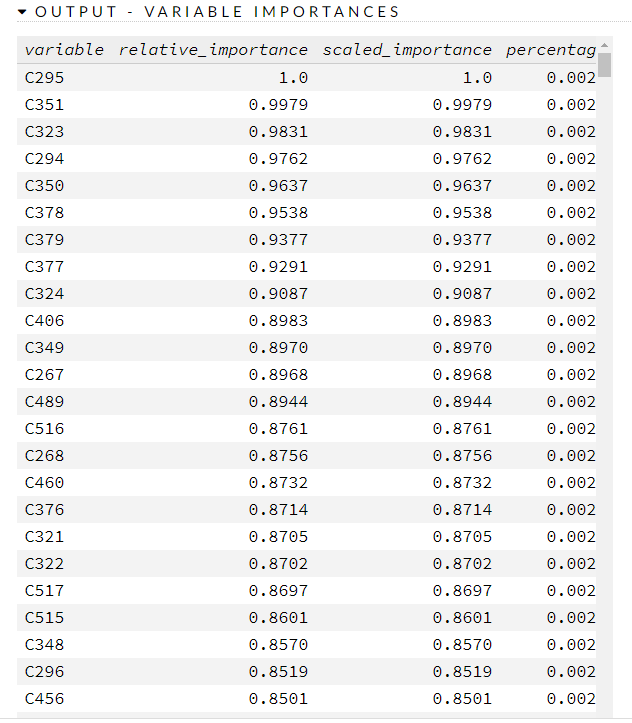 OUTPUT - VARIABLE IMPORTANCES
variable relative_importance scaled_importance percentag
C295 1.0 1.0 0.002
C351 0.9979 0.9979 0.002
C323 0.9831 0.9831 0.002
C294 0.9762 0.9762 0.002
C350 0.9637 0.9637 0.002
C378 0.9538 0.9538 0.002
C379 0.9377 0.9377 0.002
C377 0.9291 0.9291 0.002
C324 0.9087 0.9087 0.002
C406 0.8983 0.8983 0.002
C349 0.8970 0.8970 0.002
C267 0.8968 0.8968 0.002
C489 0.8944 0.8944 0.002
C516 0.8761 0.8761 0.002
C268 0.8756 0.8756 0.002
C460 0.8732 0.8732 0.002
C376 0.8714 0.8714 0.002
C321 0.8705 0.8705 0.002
C322 0.8702 0.8702 0.002
C517 0.8697 0.8697 0.002
C515 0.8601 0.8601 0.002
C348 0.8570 0.8570 0.002
C296 0.8519 0.8519 0.002
C456 0.8501 0.8501 0.002